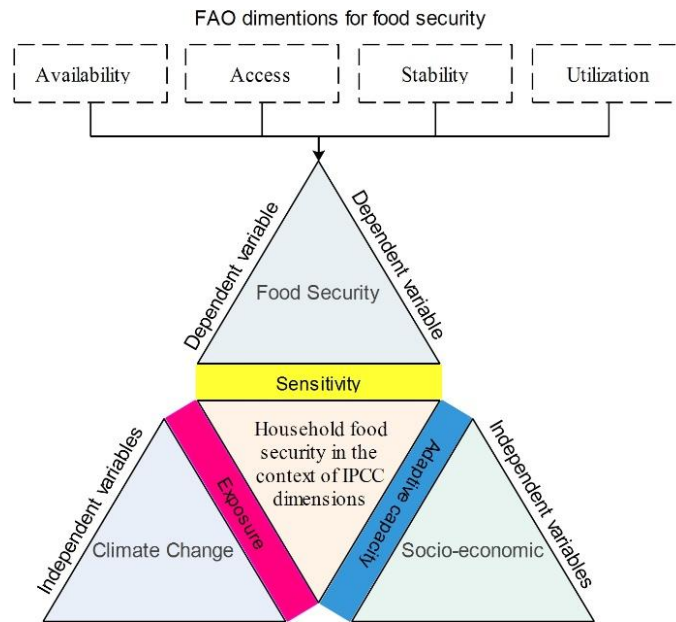 FAO dimentions for food security
Availability
Access
Stability
Utilization
Dependent variable
Dependent variable
Food Security
Sensitivity
Household food
security in the
context of IPCC
dimensions
Independent variables
Climate Change
Exposure
Adaptive capacity
Socio-economic
Independent variables